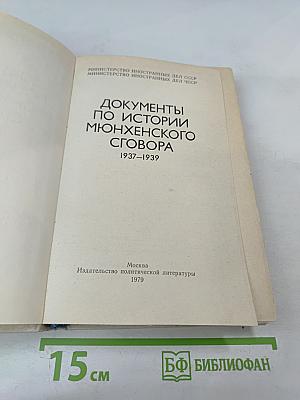 МИНИСТЕРСТВО ИНОСТРАННЫХ ДЕЛ СССР
МИНИСТЕРСТВО ИНОСТРАННЫХ ДЕЛ ЧССР
ДОКУМЕНТЫ
ПО ИСТОРИИ
МЮНХЕНСКОГО
СГОВОРА
1937—1939
Москва
Издательство политической литературы
1979
15 см
БФ БИБЛИОФАН